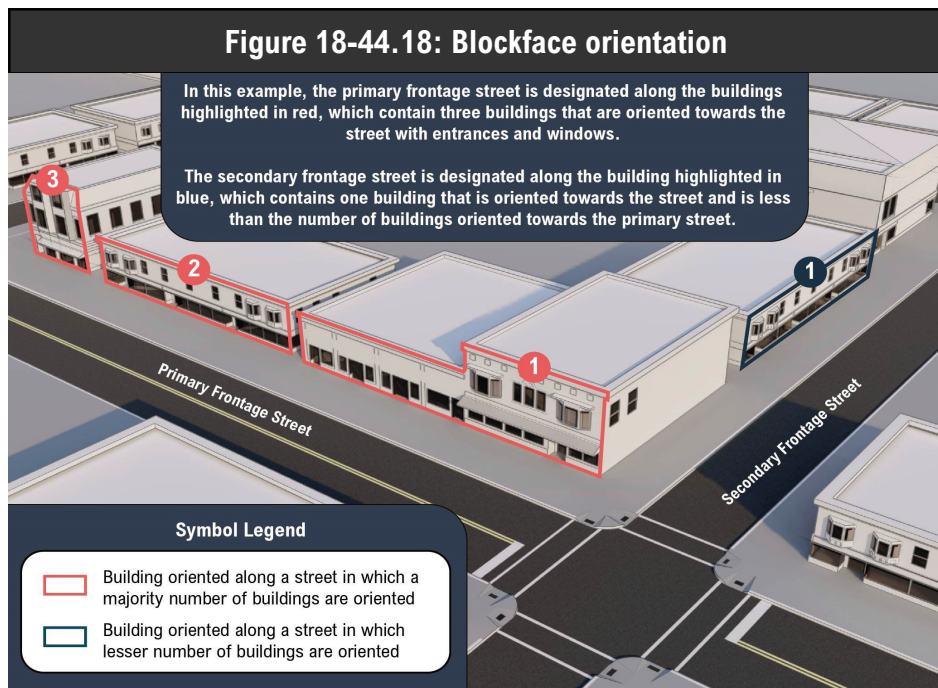 Figure 18-44.18: Blockface orientation
In this example, the primary frontage street is designated along the buildings
highlighted in red, which contain three buildings that are oriented towards the
street with entrances and windows.
The secondary frontage street is designated along the building highlighted in
blue, which contains one building that is oriented towards the street and is less
than the number of buildings oriented towards the primary street.
3
2
1
1
Primary Frontage Street
Secondary Frontage Street
Symbol Legend
Building oriented along a street in which a
majority number of buildings are oriented
Building oriented along a street in which
lesser number of buildings are oriented